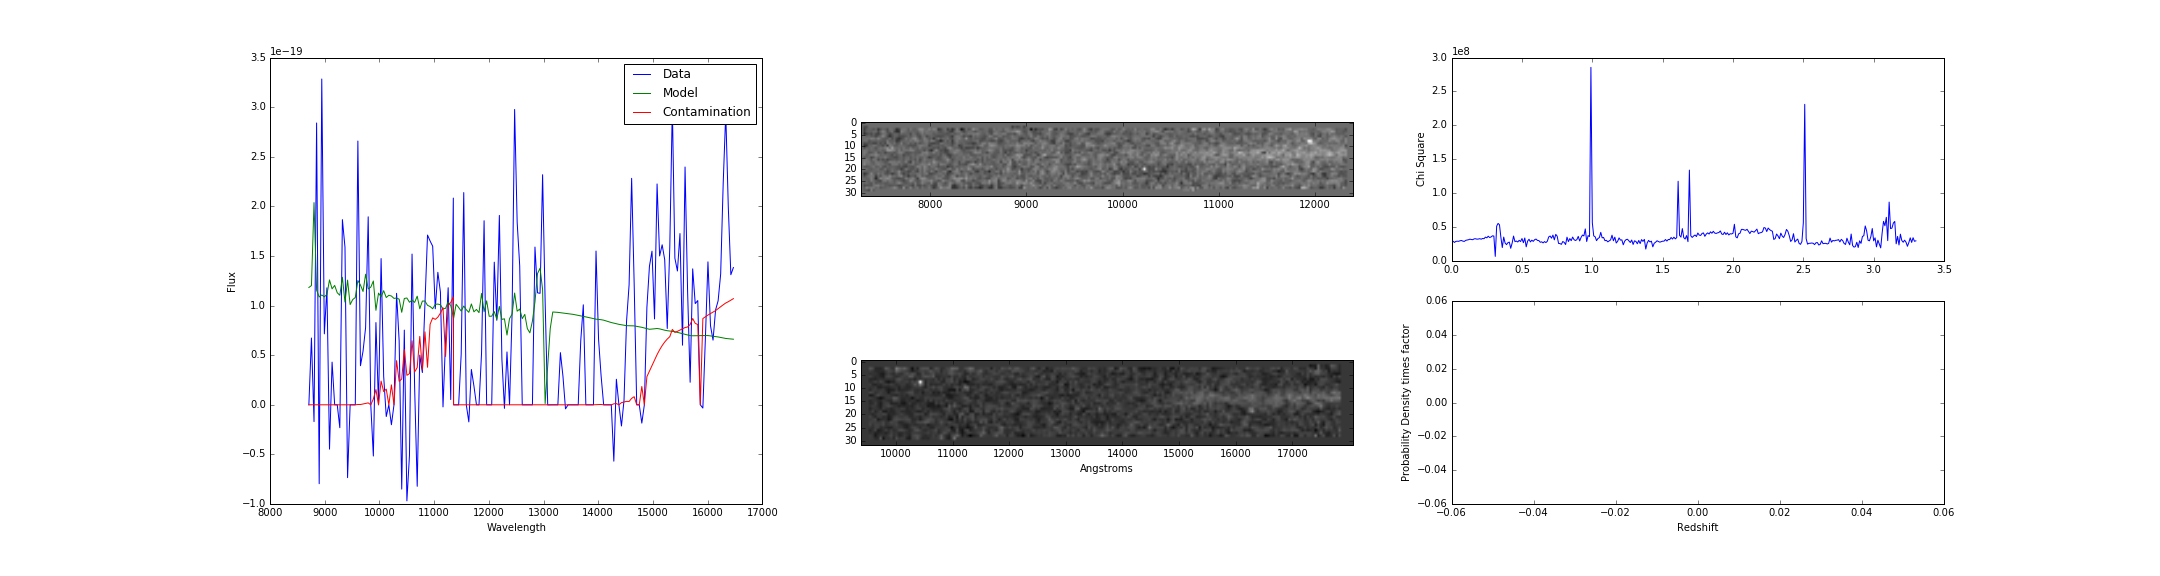 1e−19
3.5
3.0
2.5
2.0
1.5
1.0
0.5
0.0
−0.5
−1.0
Flux
8000 9000 10000 11000 12000 13000 14000 15000 16000 17000
Wavelength
Data
Model
Contamination
0
5
10
15
20
25
30
8000 9000 10000 11000 12000
0
5
10
15
20
25
30
10000 11000 12000 13000 14000 15000 16000 17000
Angstroms
1e8
3.0
2.5
2.0
1.5
1.0
0.5
0.0
Chi Square
0.0 0.5 1.0 1.5 2.0 2.5 3.0 3.5
0.06
0.04
0.02
0.00
−0.02
−0.04
−0.06
Probability Density times factor
−0.06 −0.04 −0.02 0.00 0.02 0.04 0.06
Redshift